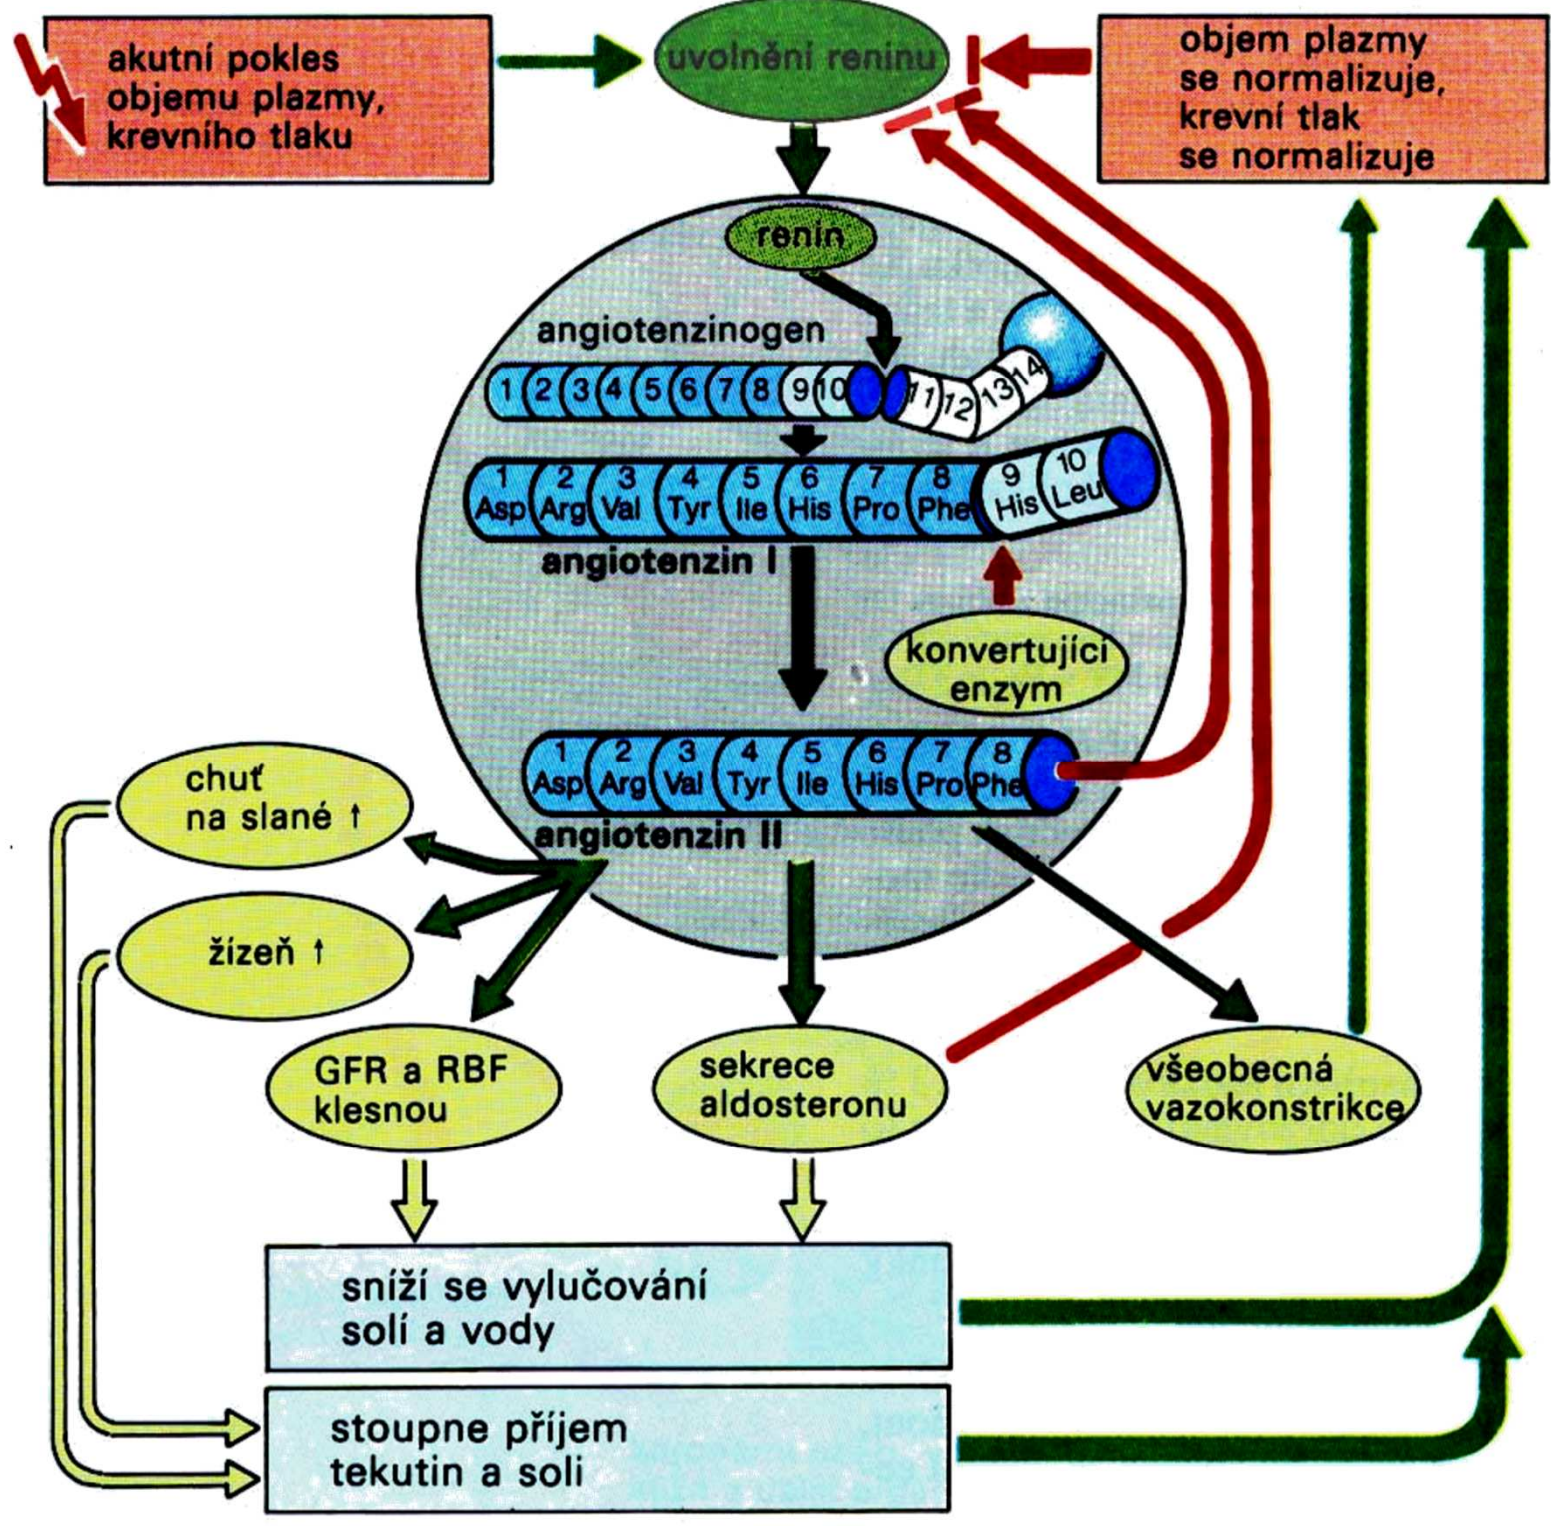 akutní pokles
objemu plazmy,
krevního tlaku
uvolnění reninu
objem plazmy
se normalizuje,
krevní tlak
se normalizuje
renin
angiotenzinogen
1 2 3 4 5 6 7 8 9 10 11 12 13 14
1 2 3 4 5 6 7 8 9 10
Asp Arg Val Tyr Ile His Pro Phe His Leu
angiotenzin I
konvertující
enzym
1 2 3 4 5 6 7 8
Asp Arg Val Tyr Ile His Pro Phe
angiotenzin II
chuť
na slané ↑
žízeň ↑
GFR a RBF
klesnou
sekrece
aldosteronu
všeobecná
vazokonstrikce
sníží se vylučování
solí a vody
stoupne příjem
tekutin a soli